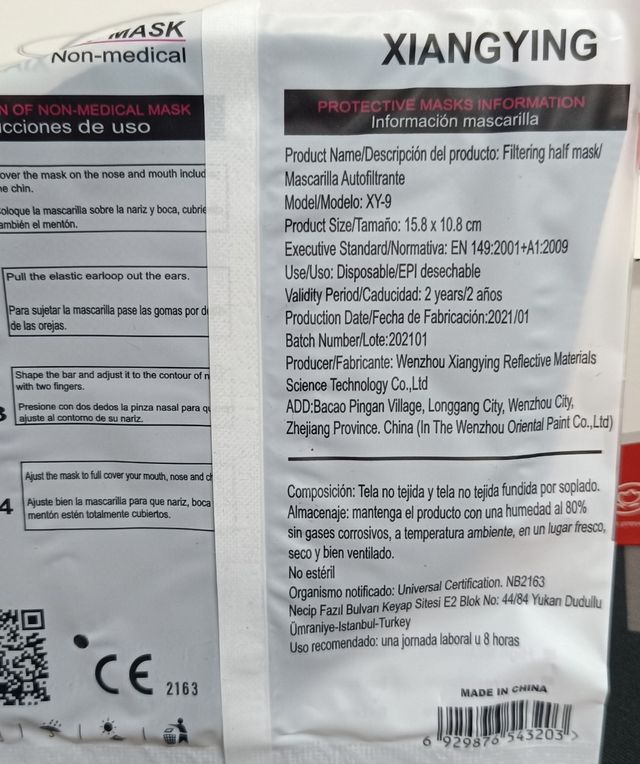 MASK
Non-medical
N OF NON-MEDICAL MASK
cciones de uso
over the mask on the nose and mouth includ
e chin.
oloque la mascarilla sobre la nariz y boca, cubrie
ambién el mentón.
Pull the elastic earloop out the ears.
Para sujetar la mascarilla pase las gomas por d
de las orejas.
Shape the bar and adjust it to the contour of n
with two fingers.
3
Presione con dos dedos la pinza nasal para qu
ajuste al contorno de su nariz.
Ajust the mask to full cover your mouth, nose and ch
4
Ajuste bien la mascarilla para que nariz, boca
mentón estén totalmente cubiertos.
CE 2163
XIANGYING
PROTECTIVE MASKS INFORMATION
Información mascarilla
Product Name/Descripción del producto: Filtering half mask/
Mascarilla Autofiltrante
Model/Modelo: XY-9
Product Size/Tamaño: 15.8 x 10.8 cm
Executive Standard/Normativa: EN 149:2001+A1:2009
Use/Uso: Disposable/EPI desechable
Validity Period/Caducidad: 2 years/2 años
Production Date/Fecha de Fabricación:2021/01
Batch Number/Lote:202101
Producer/Fabricante: Wenzhou Xiangying Reflective Materials
Science Technology Co.,Ltd
ADD:Bacao Pingan Village, Longgang City, Wenzhou City,
Zhejiang Province. China (In The Wenzhou Oriental Paint Co.,Ltd)
Composición: Tela no tejida y tela no tejida fundida por soplado.
Almacenaje: mantenga el producto con una humedad al 80%
sin gases corrosivos, a temperatura ambiente, en un lugar fresco,
seco y bien ventilado.
No estéril
Organismo notificado: Universal Certification. NB2163
Necip Fazıl Bulvarı Keyap Sitesi E2 Blok No: 44/84 Yukarı Dudullu
Ümraniye-Istanbul-Turkey
Uso recomendado: una jornada laboral u 8 horas
MADE IN CHINA
6 929876 543203 >